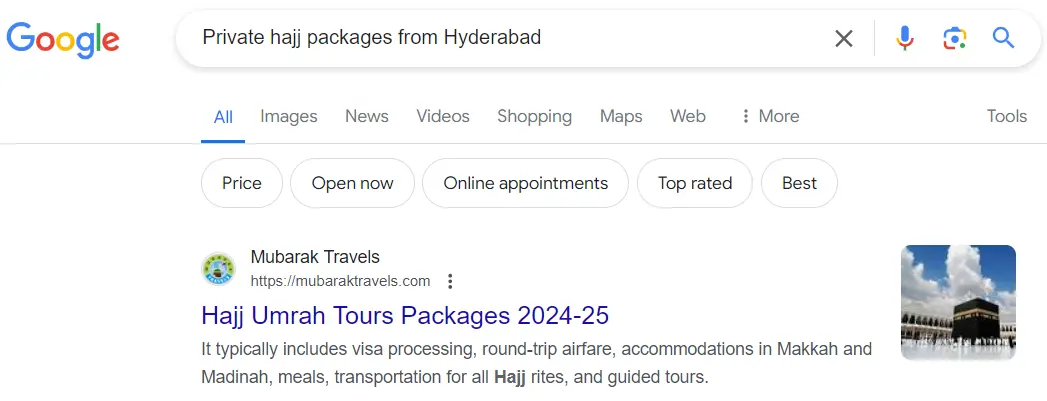 Google
Private hajj packages from Hyderabad
All Images News Videos Shopping Maps Web More Tools
Price Open now Online appointments Top rated Best
Mubarak Travels
https://mubaraktravels.com
Hajj Umrah Tours Packages 2024-25
It typically includes visa processing, round-trip airfare, accommodations in Makkah and
Madinah, meals, transportation for all Hajj rites, and guided tours.